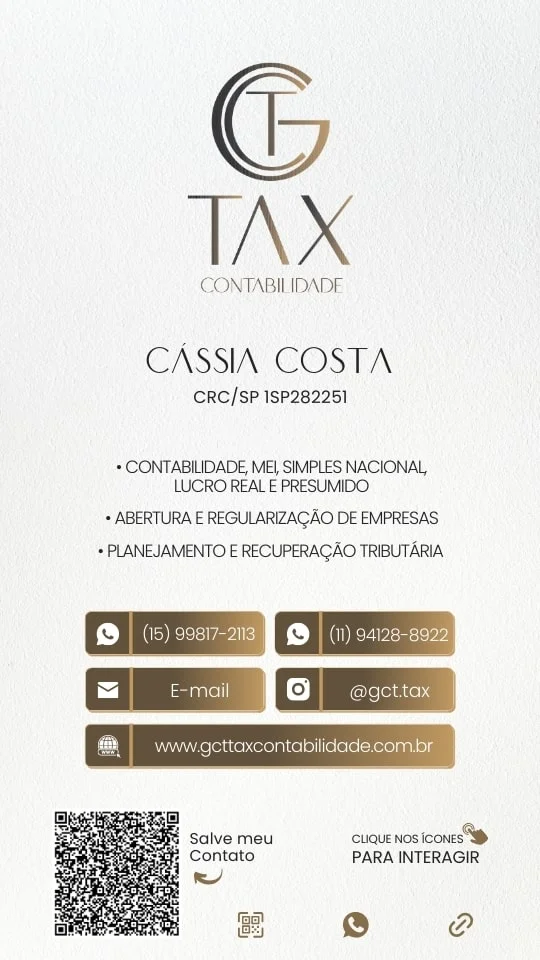 GCT
TAX
CONTABILIDADE
CÁSSIA COSTA
CRC/SP 1SP282251
• CONTABILIDADE, MEI, SIMPLES NACIONAL,
LUCRO REAL E PRESUMIDO
• ABERTURA E REGULARIZAÇÃO DE EMPRESAS
• PLANEJAMENTO E RECUPERAÇÃO TRIBUTÁRIA
(15) 99817-2113
(11) 94128-8922
E-mail
@gct.tax
WWW
www.gcttaxcontabilidade.com.br
Salve meu
Contato
CLIQUE NOS ÍCONES
PARA INTERAGIR